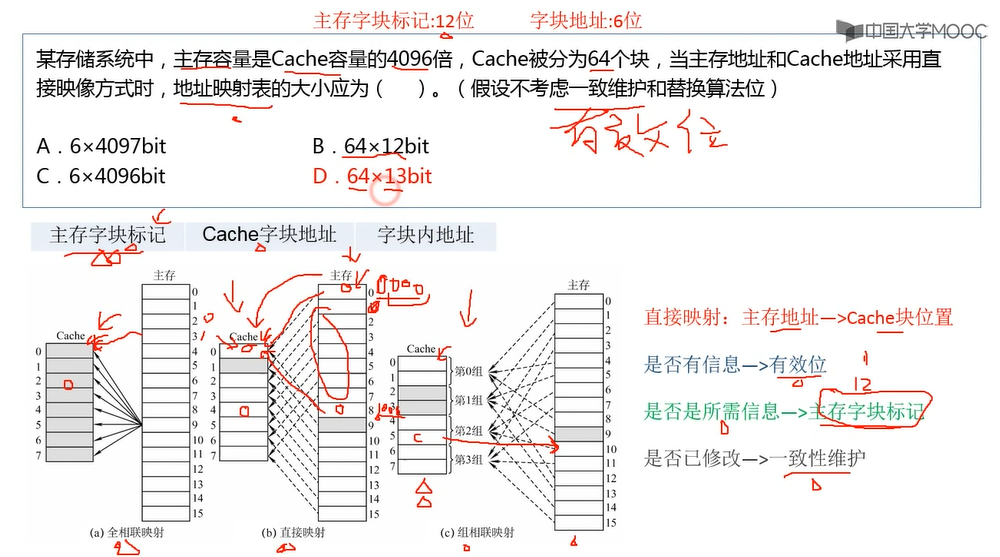 主存字块标记:12位 字块地址:6位
中国大学MOOC
某存储系统中，主存容量是Cache容量的4096倍，Cache被分为64个块，当主存地址和Cache地址采用直
接映像方式时，地址映射表的大小应为（ ）。（假设不考虑一致维护和替换算法位）
有效位
A．6×4097bit B．64×12bit
C．6×4096bit D．64×13bit
主存字块标记 Cache字块地址 字块内地址
主存
0
1
2
3
4
5
6
7
8
9
10
11
12
13
14
15
Cache
0
1
2
3
4
5
6
7
(a) 全相联映射
主存
0
1
2
3
4
5
6
7
8
9
10
11
12
13
14
15
Cache
0
1
2
3
4
5
6
7
(b) 直接映射
主存
0
1
2
3
4
5
6
7
8
9
10
11
12
13
14
15
Cache
0
1
2
3
4
5
6
7
第0组
第1组
第2组
第3组
(c) 组相联映射
直接映射：主存地址—>Cache块位置
1
是否有信息—>有效位
12
是否是所需信息—>主存字块标记
是否已修改—>一致性维护